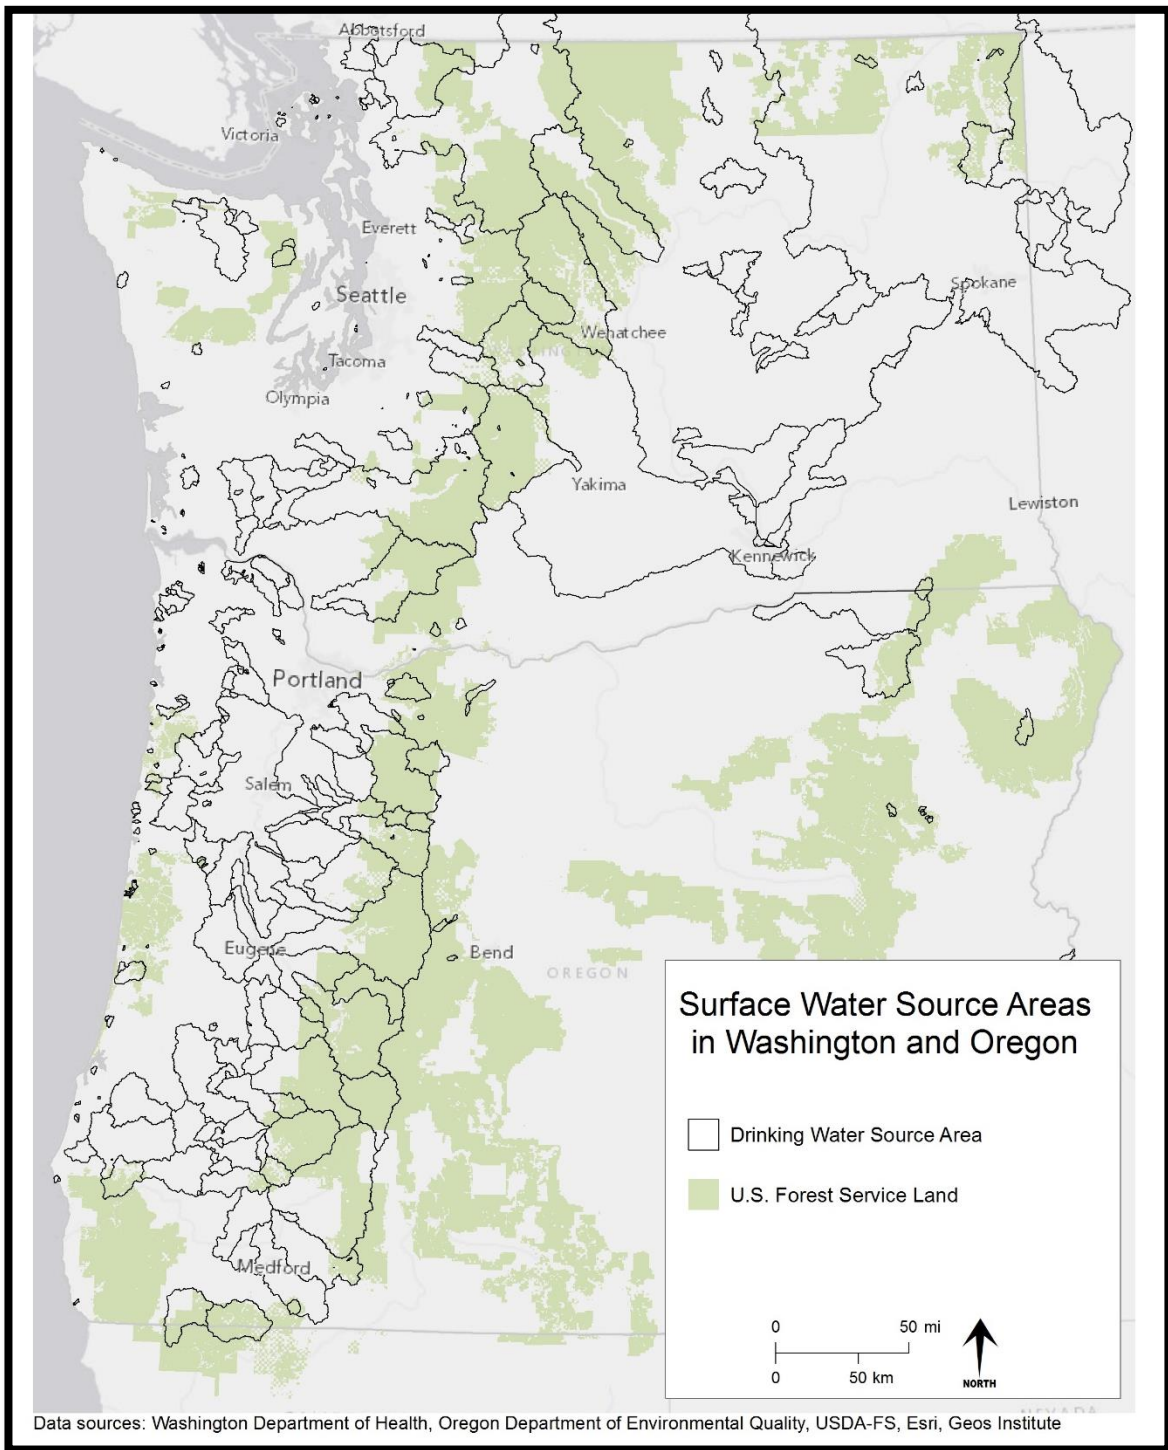 Abbotsford
Victoria
Everett
Seattle
Spokane
Wenatchee
WASHINGTON
Tacoma
Olympia
Yakima
Lewiston
Kennewick
Portland
Salem
Eugene
Bend
OREGON
Medford
Surface Water Source Areas
in Washington and Oregon
Drinking Water Source Area
U.S. Forest Service Land
0 50 mi
0 50 km
NORTH
NEVADA
Data sources: Washington Department of Health, Oregon Department of Environmental Quality, USDA-FS, Esri, Geos Institute